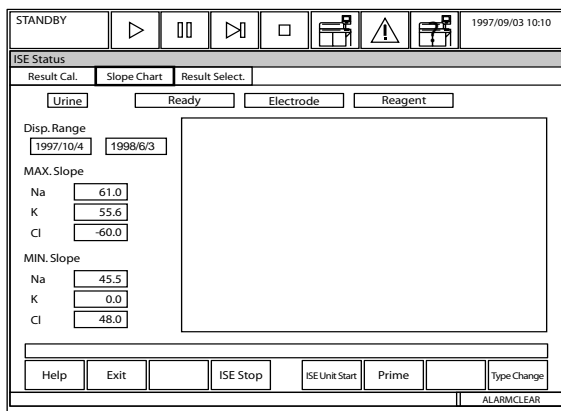 STANDBY
1997/09/03 10:10
ISE Status
Result Cal. Slope Chart Result Select.
Urine Ready Electrode Reagent
Disp. Range
1997/10/4 1998/6/3
MAX. Slope
Na 61.0
K 55.6
Cl -60.0
MIN. Slope
Na 45.5
K 0.0
Cl 48.0
Help Exit ISE Stop ISE Unit Start Prime Type Change
ALARMCLEAR